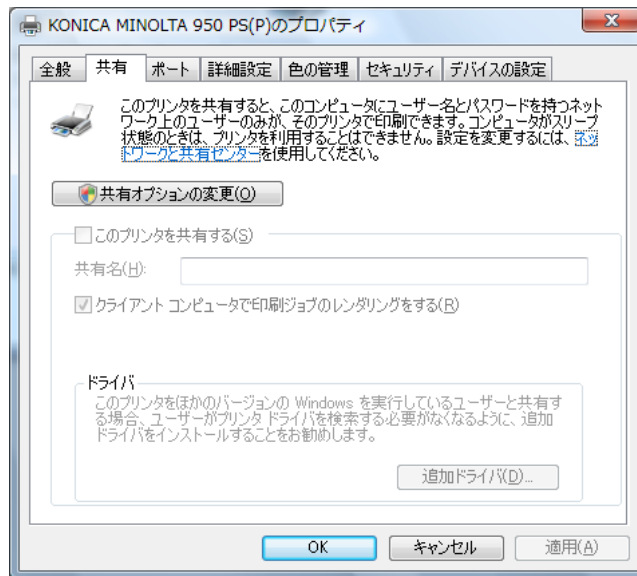 KONICA MINOLTA 950 PS(P)のプロパティ
全般 共有 ポート 詳細設定 色の管理 セキュリティ デバイスの設定
このプリンタを共有すると、このコンピュータにユーザー名とパスワードを持つネット
ワーク上のユーザーのみが、そのプリンタで印刷できます。コンピュータがスリープ
状態のときは、プリンタを利用することはできません。設定を変更するには、ネッ
トワークと共有センターを使用してください。
共有オプションの変更(O)
このプリンタを共有する(S)
共有名(H):
クライアント コンピュータで印刷ジョブのレンダリングをする(R)
ドライバ
このプリンタをほかのバージョンの Windows を実行しているユーザーと共有す
る場合、ユーザーがプリンタ ドライバを検索する必要がなくなるように、追加
ドライバをインストールすることをお勧めします。
追加ドライバ(D)...
OK キャンセル 適用(A)